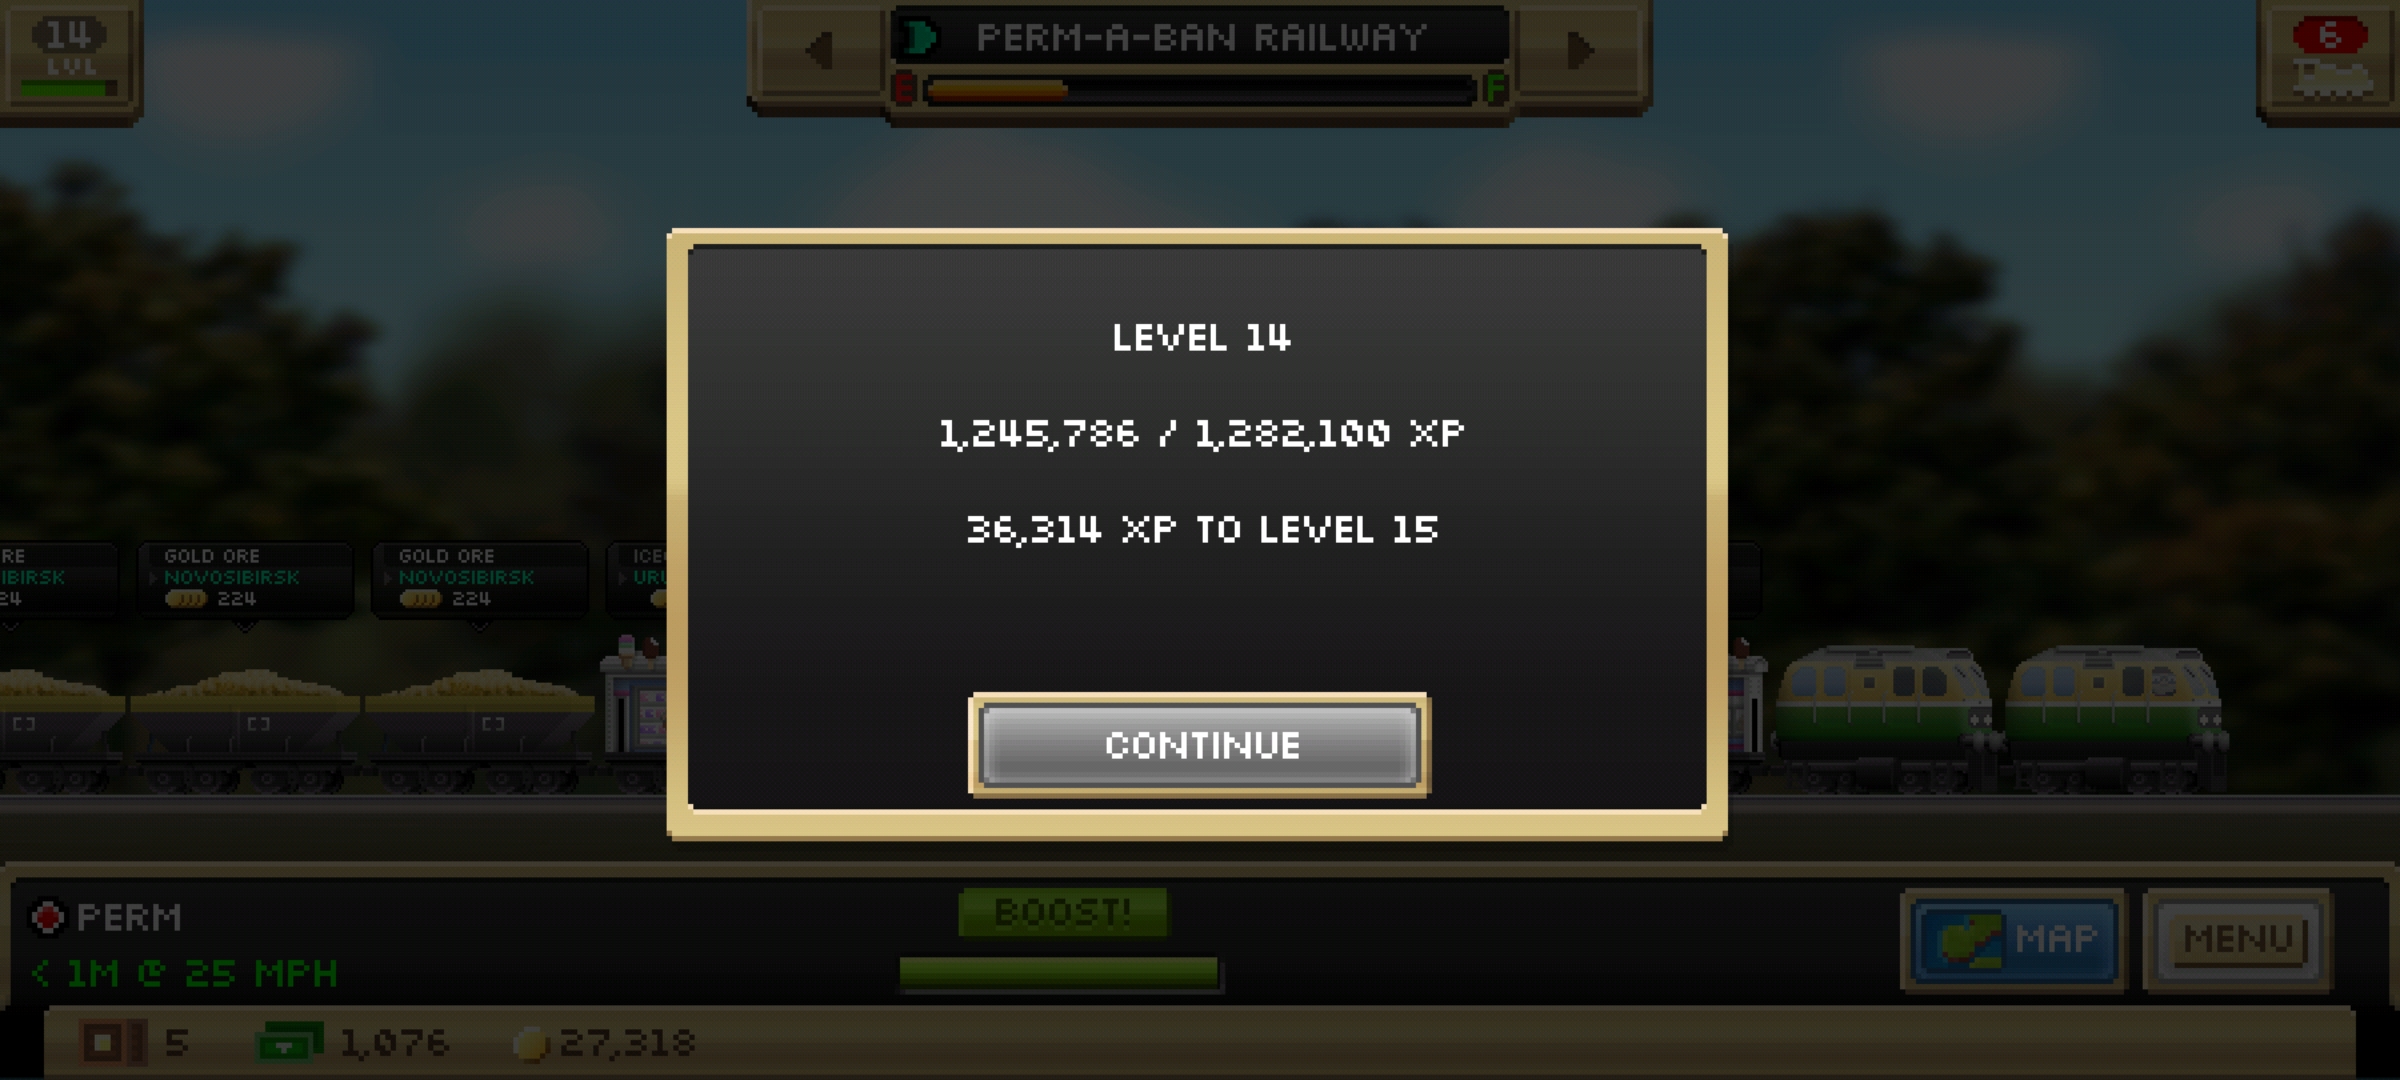 14
LVL
PERM-A-BAN RAILWAY
E F
6
LEVEL 14
1,245,786 / 1,282,100 XP
36,314 XP TO LEVEL 15
CONTINUE
GOLD ORE
NOVOSIBIRSK
224
GOLD ORE
NOVOSIBIRSK
224
PERM
< 1M @ 25 MPH
BOOST!
MAP
MENU
5
1,076
27,318